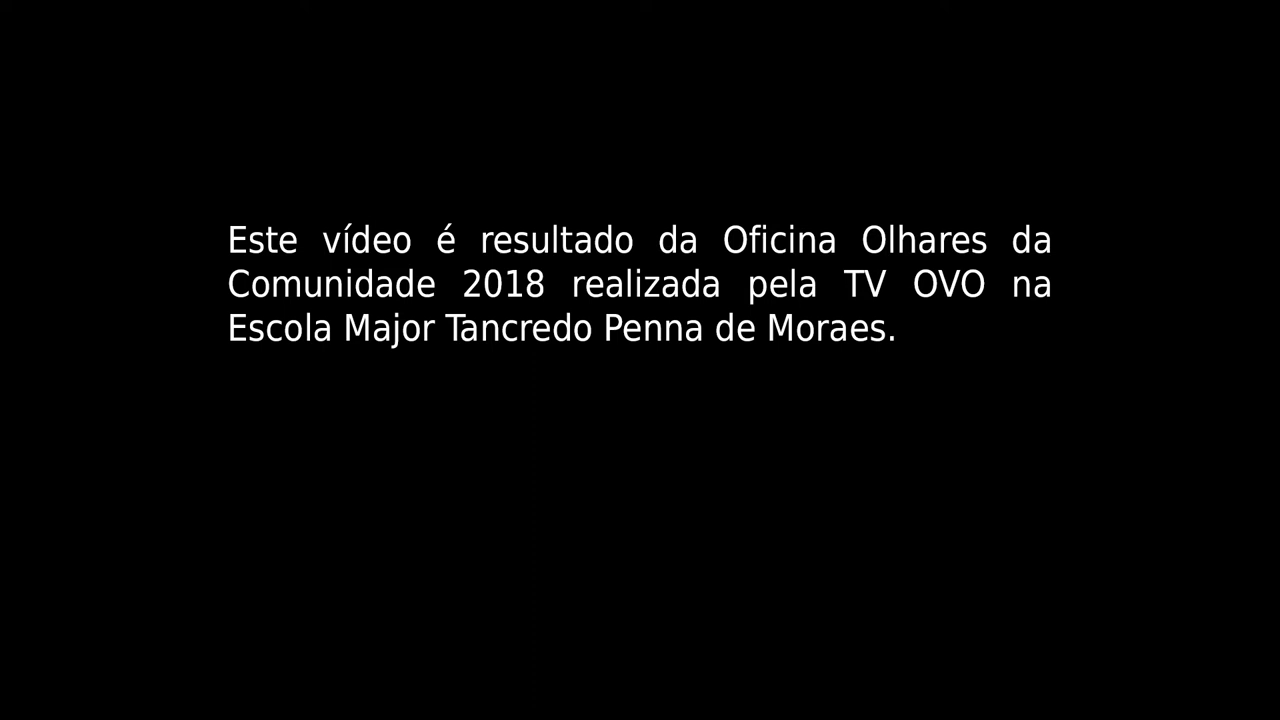 Este vídeo é resultado da Oficina Olhares da
Comunidade 2018 realizada pela TV OVO na
Escola Major Tancredo Penna de Moraes.